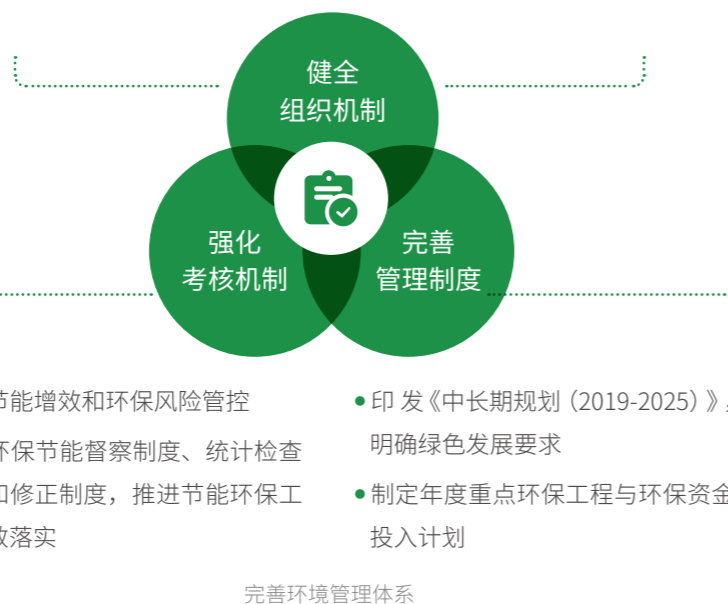 健全
组织机制
强化
考核机制
完善
管理制度
节能增效和环保风险管控
环保节能督察制度、统计检查
和修正制度，推进节能环保工
效落实
印 发《中长期规划（2019-2025）》，
明确绿色发展要求
制定年度重点环保工程与环保资金
投入计划
完善环境管理体系